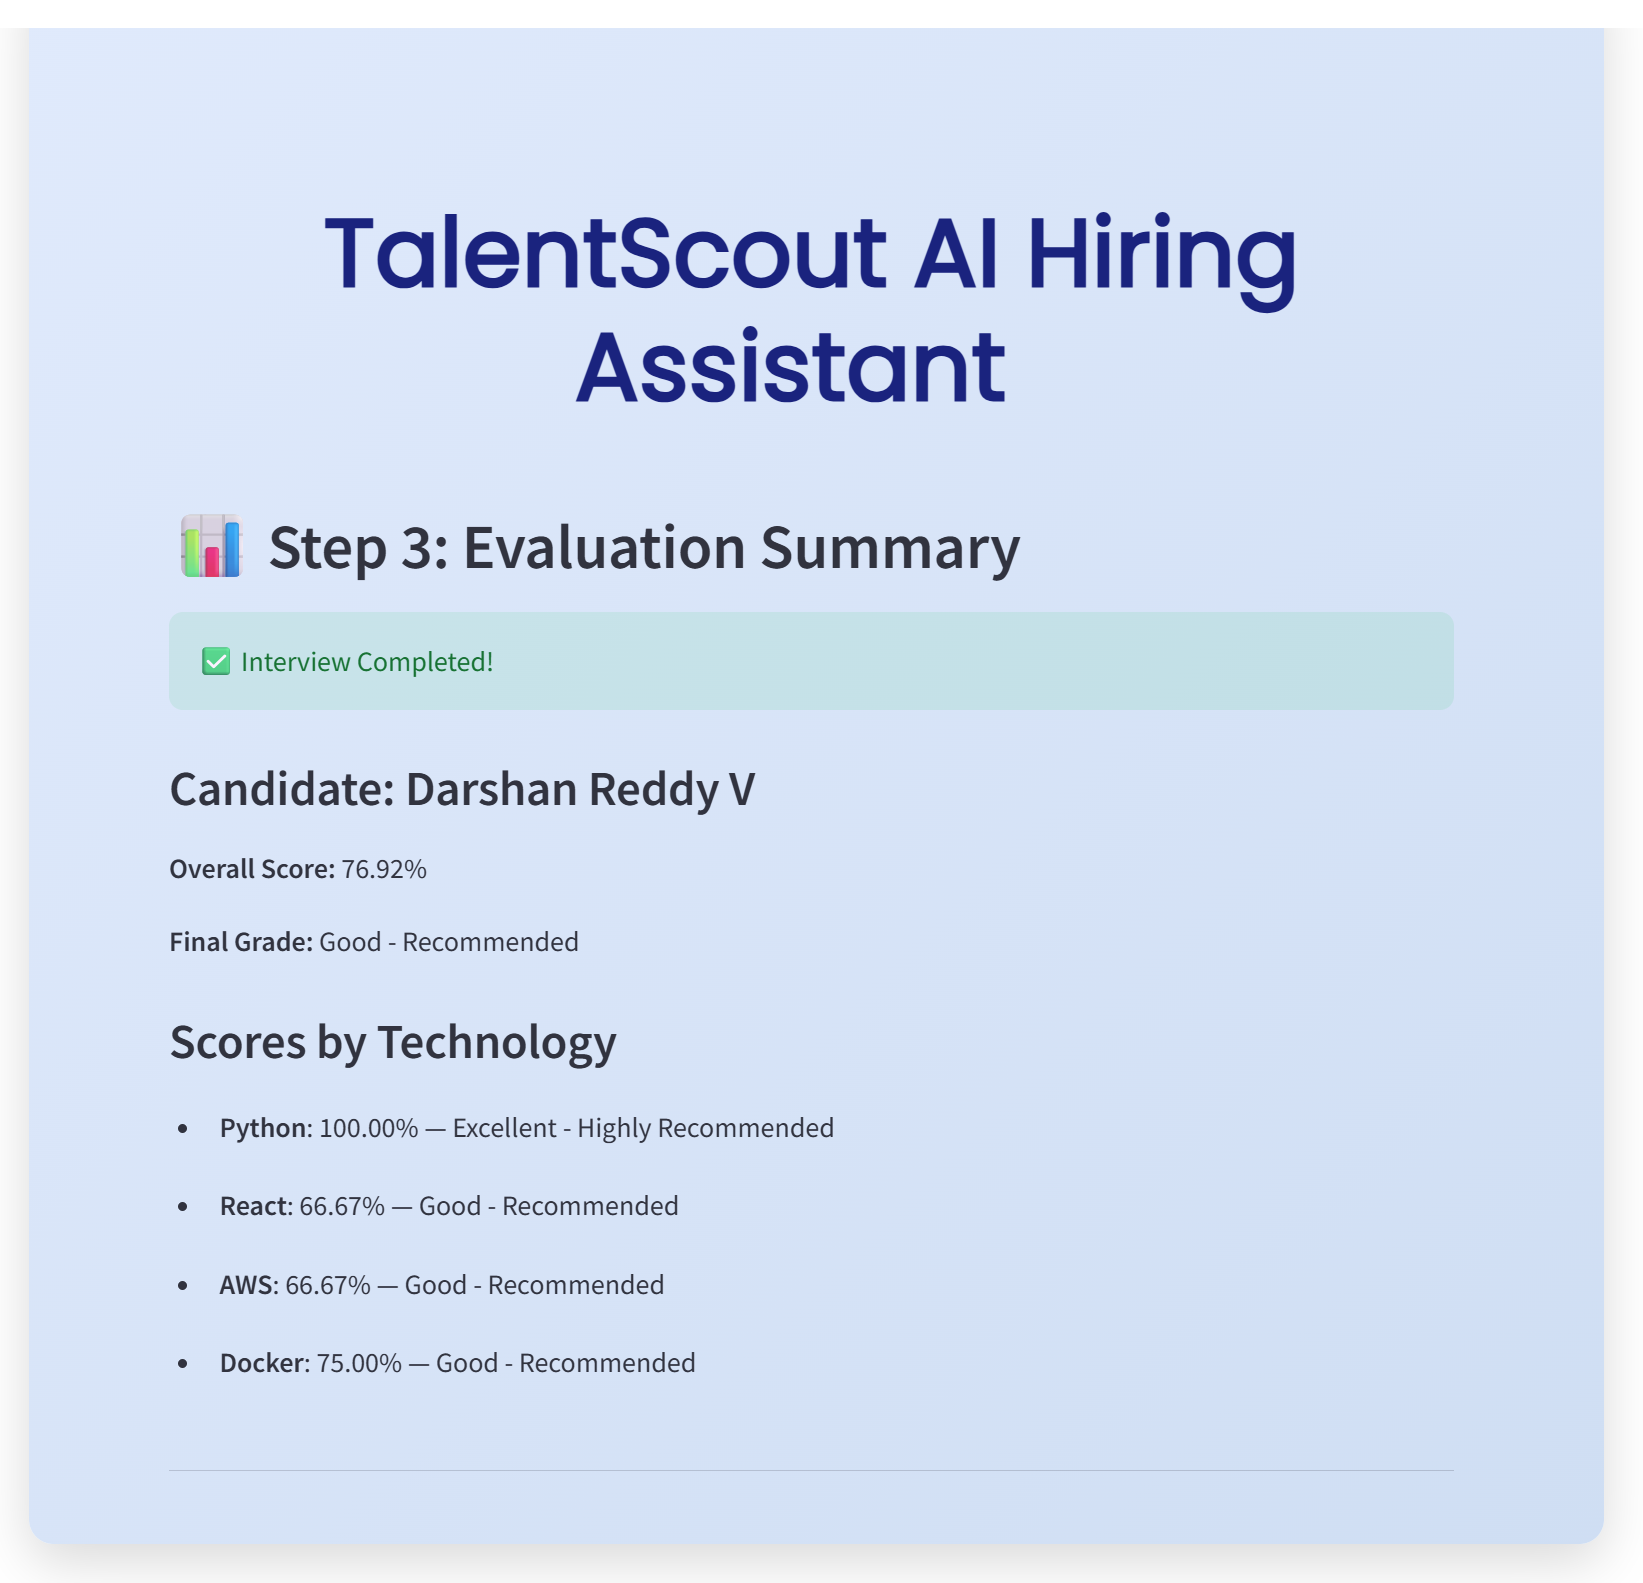 TalentScout AI Hiring
Assistant
Step 3: Evaluation Summary
Interview Completed!
Candidate: Darshan Reddy V
Overall Score: 76.92%
Final Grade: Good - Recommended
Scores by Technology
• Python: 100.00% — Excellent - Highly Recommended
• React: 66.67% — Good - Recommended
• AWS: 66.67% — Good - Recommended
• Docker: 75.00% — Good - Recommended